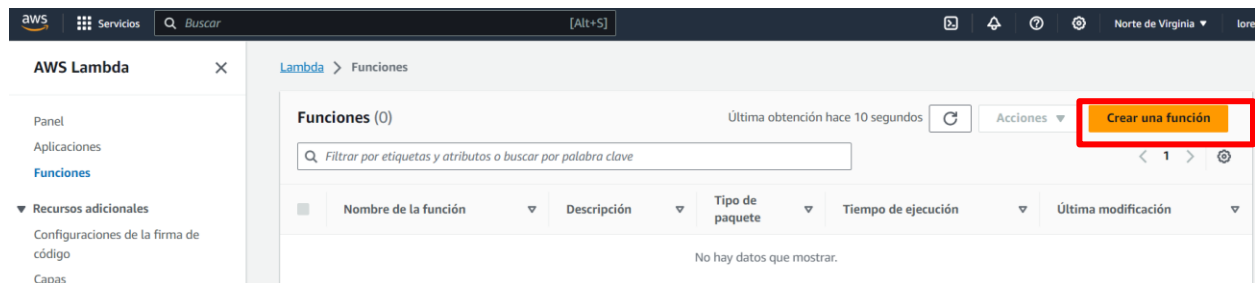 aws Servicios Buscar [Alt+S] Norte de Virginia ▼ lore
AWS Lambda
Lambda > Funciones
Panel
Aplicaciones
Funciones
▼ Recursos adicionales
Configuraciones de la firma de
código
Capas
Funciones (0) Última obtención hace 10 segundos Acciones ▼ Crear una función
Filtrar por etiquetas y atributos o buscar por palabra clave < 1 >
Nombre de la función Descripción Tipo de
paquete Tiempo de ejecución Última modificación
No hay datos que mostrar.